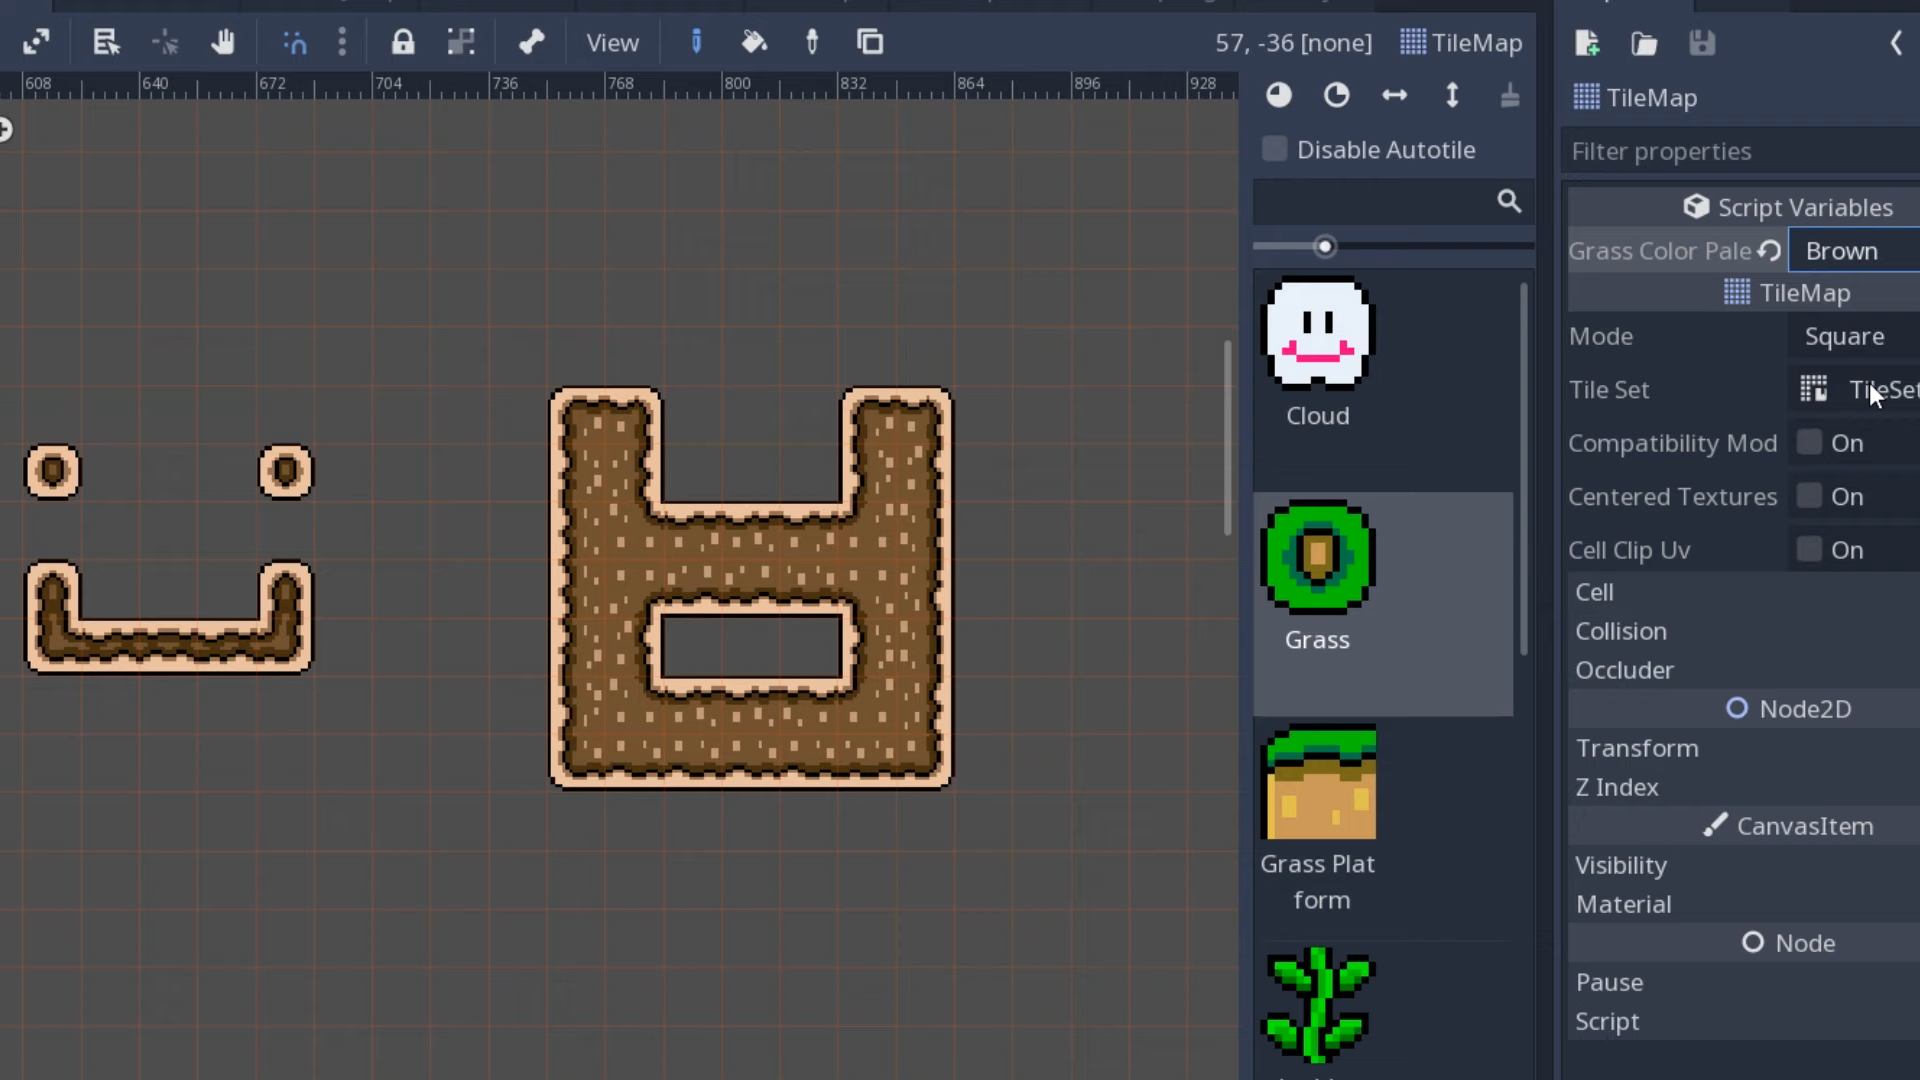 View
57, -36 [none]
TileMap
608
640
672
704
736
768
800
832
864
896
928
Disable Autotile
Cloud
Grass
Grass Plat
form
TileMap
Filter properties
Script Variables
Grass Color Pale
Brown
TileMap
Mode
Square
Tile Set
TileSet
Compatibility Mod
On
Centered Textures
On
Cell Clip Uv
On
Cell
Collision
Occluder
Node2D
Transform
Z Index
CanvasItem
Visibility
Material
Node
Pause
Script